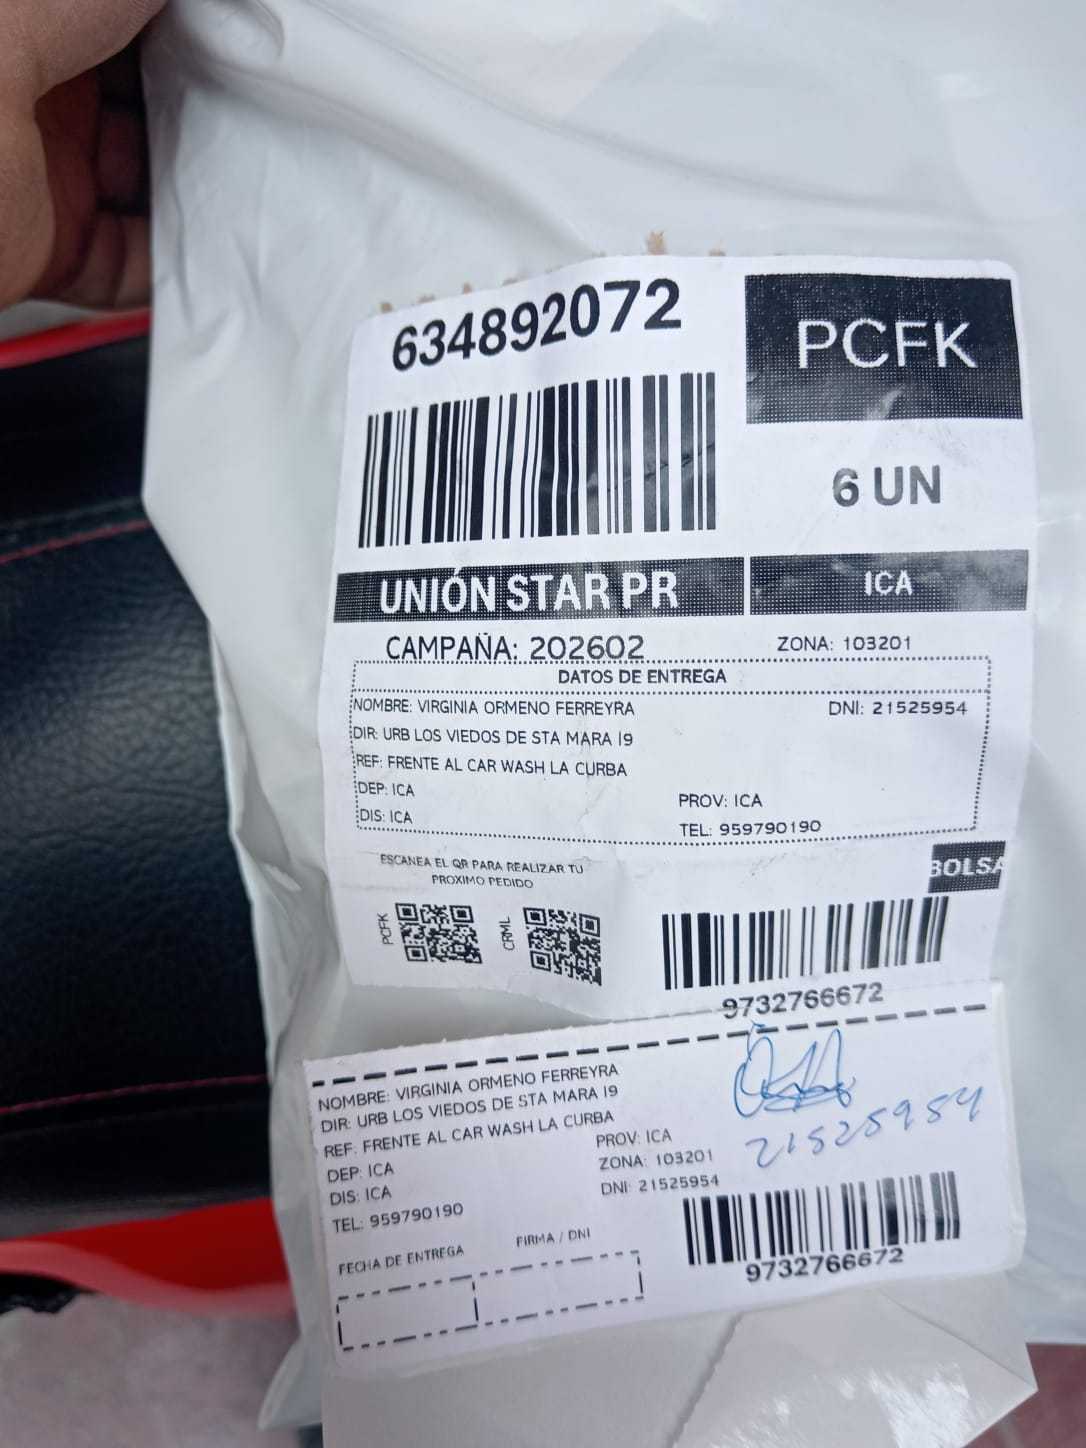 634892072
PCFK
6 UN
UNIÓN STAR PR
ICA
CAMPAÑA: 202602
ZONA: 103201
DATOS DE ENTREGA
NOMBRE: VIRGINIA ORMENO FERREYRA
DNI: 21525954
DIR: URB LOS VIEDOS DE STA MARA I9
REF: FRENTE AL CAR WASH LA CURBA
DEP: ICA
PROV: ICA
DIS: ICA
TEL: 959790190
ESCANEA EL QR PARA REALIZAR TU
PROXIMO PEDIDO
BOLSA
PCFK
CRML
9732766672
NOMBRE: VIRGINIA ORMENO FERREYRA
DIR: URB LOS VIEDOS DE STA MARA I9
REF: FRENTE AL CAR WASH LA CURBA
DEP: ICA
PROV: ICA
DIS: ICA
ZONA: 103201
TEL: 959790190
DNI: 21525954
21525954
FECHA DE ENTREGA
FIRMA / DNI
9732766672